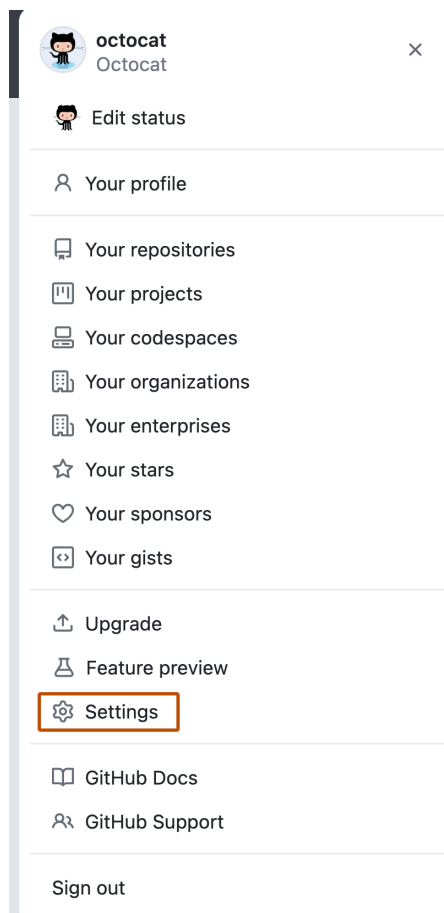 octocat
Octocat
Edit status
Your profile
Your repositories
Your projects
Your codespaces
Your organizations
Your enterprises
Your stars
Your sponsors
Your gists
Upgrade
Feature preview
Settings
GitHub Docs
GitHub Support
Sign out